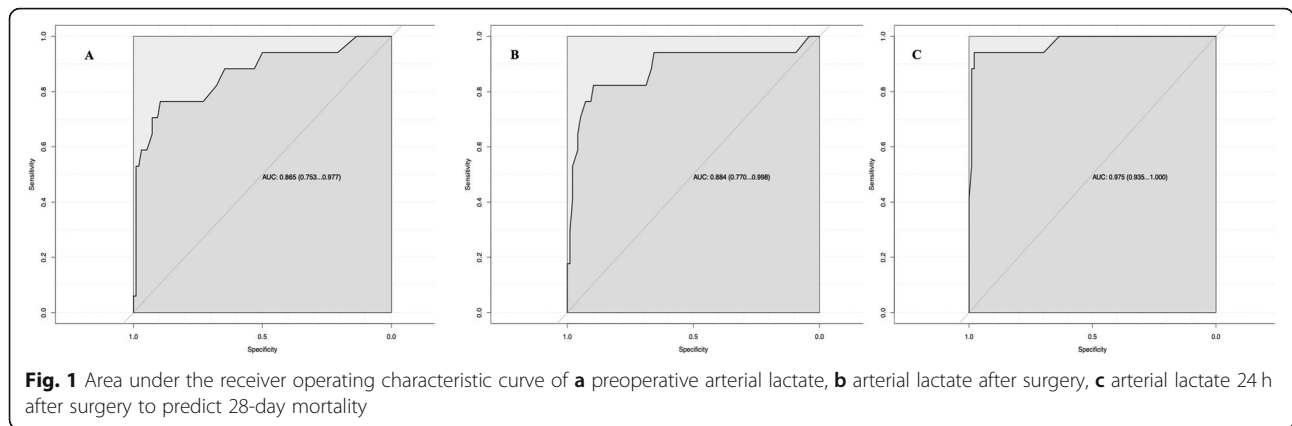 A
1.0
0.8
0.6
0.4
0.2
0.0
Sensitivity
AUC: 0.865 (0.753...0.977)
1.0
0.5
0.0
Specificity
B
1.0
0.8
0.6
0.4
0.2
0.0
Sensitivity
AUC: 0.884 (0.770...0.998)
1.0
0.5
0.0
Specificity
C
1.0
0.8
0.6
0.4
0.2
0.0
Sensitivity
AUC: 0.975 (0.935...1.000)
1.0
0.5
0.0
Specificity
Fig. 1 Area under the receiver operating characteristic curve of a preoperative arterial lactate, b arterial lactate after surgery, c arterial lactate 24 h
after surgery to predict 28-day mortality